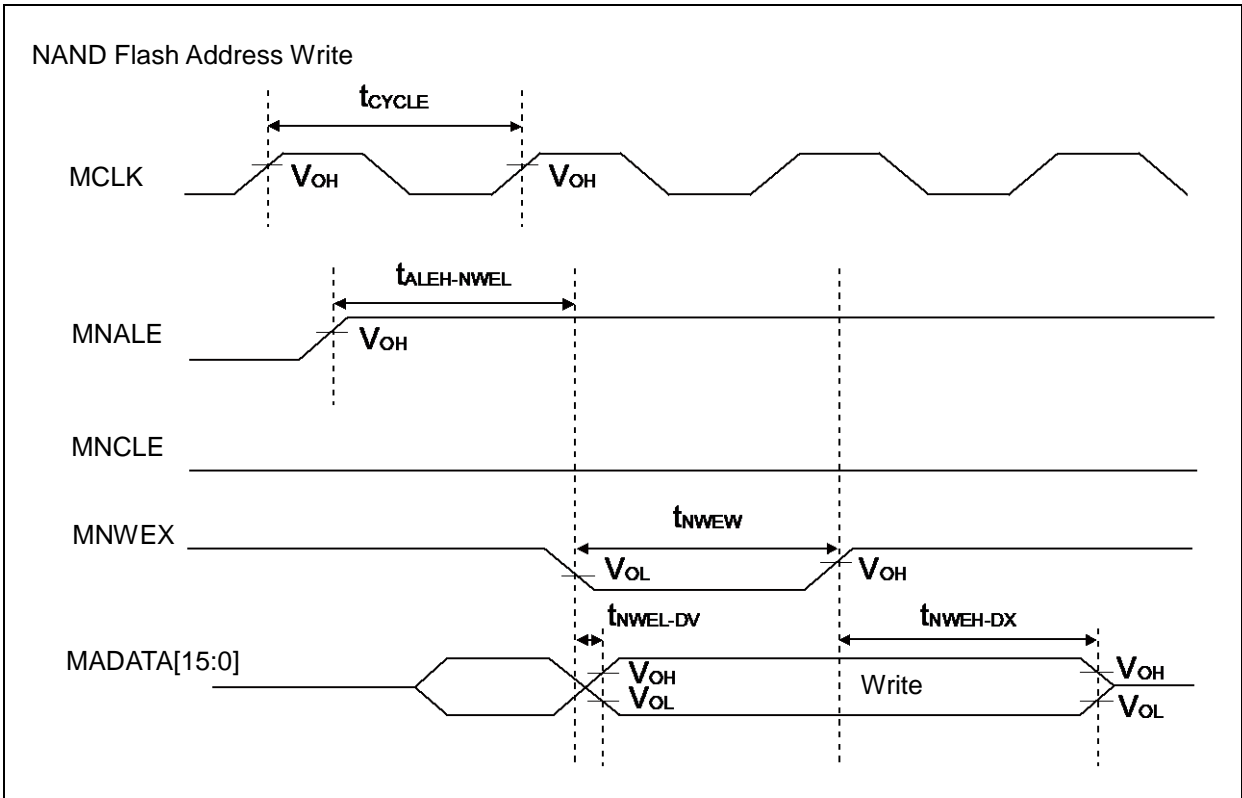 NAND Flash Address Write
tCYCLE
MCLK
VOH
VOH
tALEH-NWEL
MNALE
VOH
MNCLE
tNWEW
MNWEX
VOL
VOH
tNWEL-DV
tNWEH-DX
MADATA[15:0]
VOH
Write
VOH
VOL
VOL